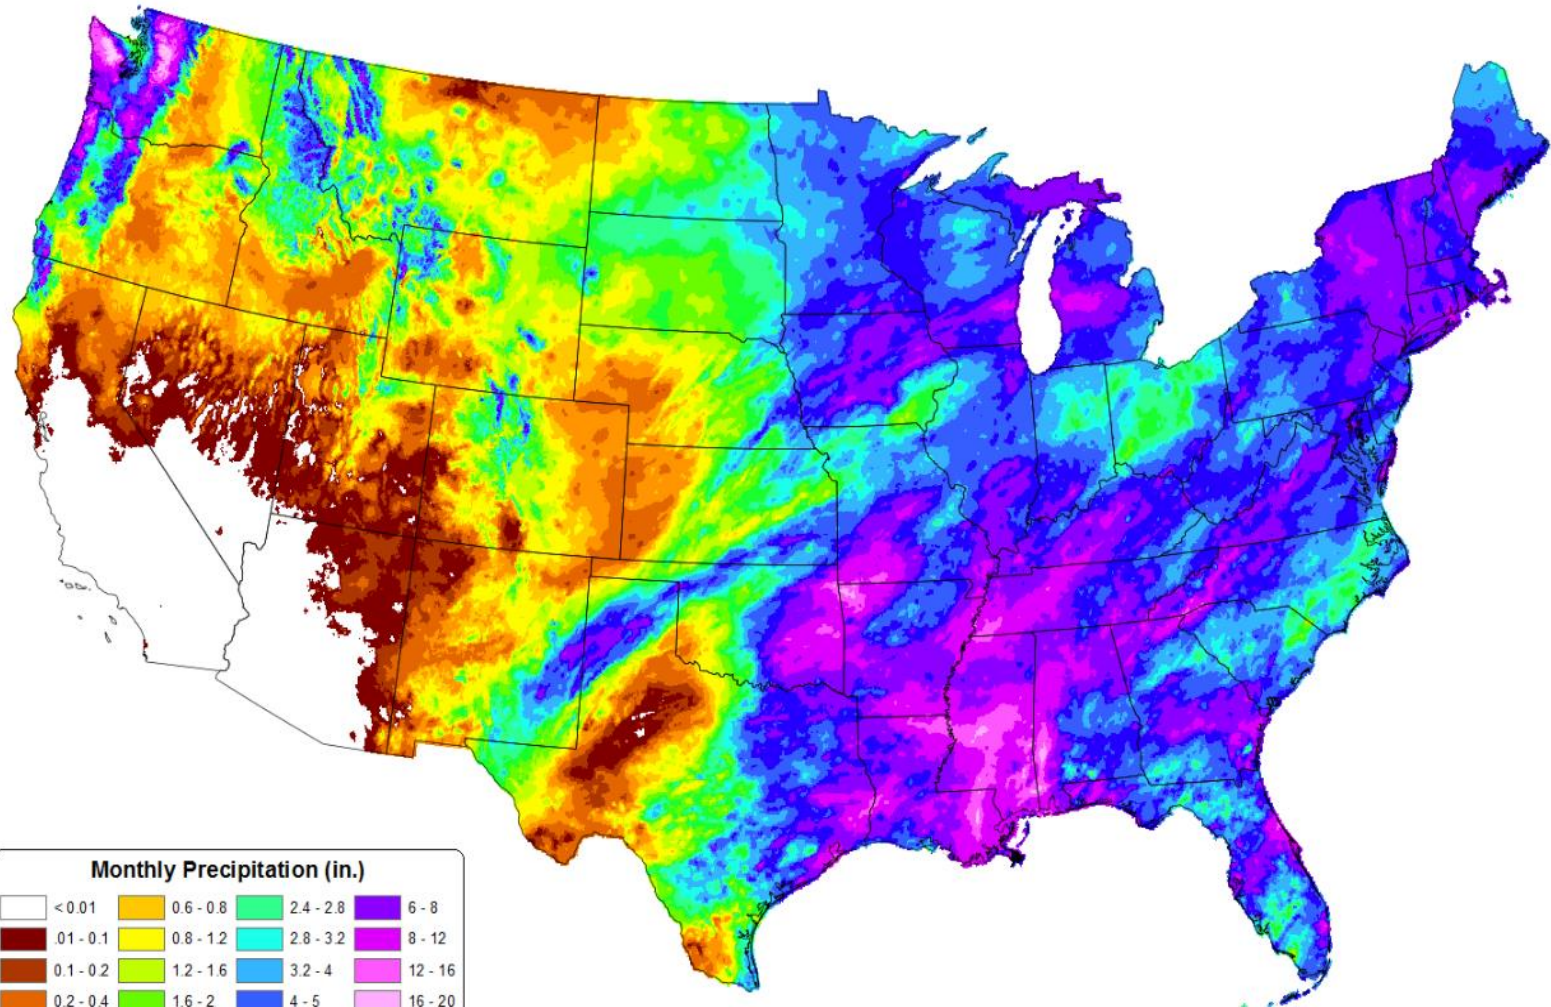 Monthly Precipitation (in.)
< 0.01 0.6 - 0.8 2.4 - 2.8 6 - 8
.01 - 0.1 0.8 - 1.2 2.8 - 3.2 8 - 12
0.1 - 0.2 1.2 - 1.6 3.2 - 4 12 - 16
0.2 - 0.4 1.6 - 2 4 - 5 16 - 20